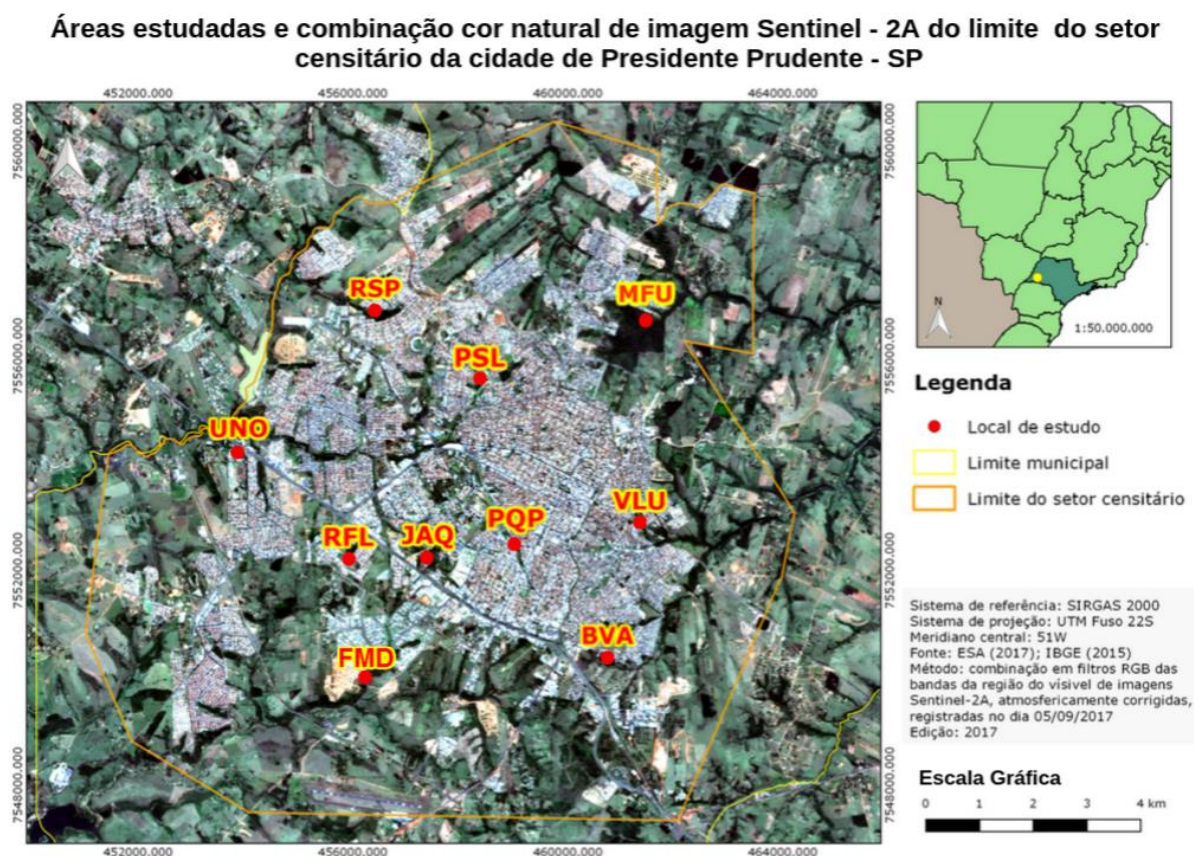 Áreas estudadas e combinação cor natural de imagem Sentinel - 2A do limite do setor
censitário da cidade de Presidente Prudente - SP
452000.000 456000.000 460000.000 464000.000
7560000.000 7560000.000
7556000.000 7556000.000
7552000.000 7552000.000
7548000.000 7548000.000
RSP
MFU
PSL
UNO
VLU
PQP
RFL
JAQ
BVA
FMD
452000.000 456000.000 460000.000 464000.000
N
1:50.000.000
Legenda
Local de estudo
Limite municipal
Limite do setor censitário
Sistema de referência: SIRGAS 2000
Sistema de projeção: UTM Fuso 22S
Meridiano central: 51W
Fonte: ESA (2017); IBGE (2015)
Método: combinação em filtros RGB das
bandas da região do vísivel de imagens
Sentinel-2A, atmosfericamente corrigidas,
registradas no dia 05/09/2017
Edição: 2017
Escala Gráfica
0 1 2 3 4 km